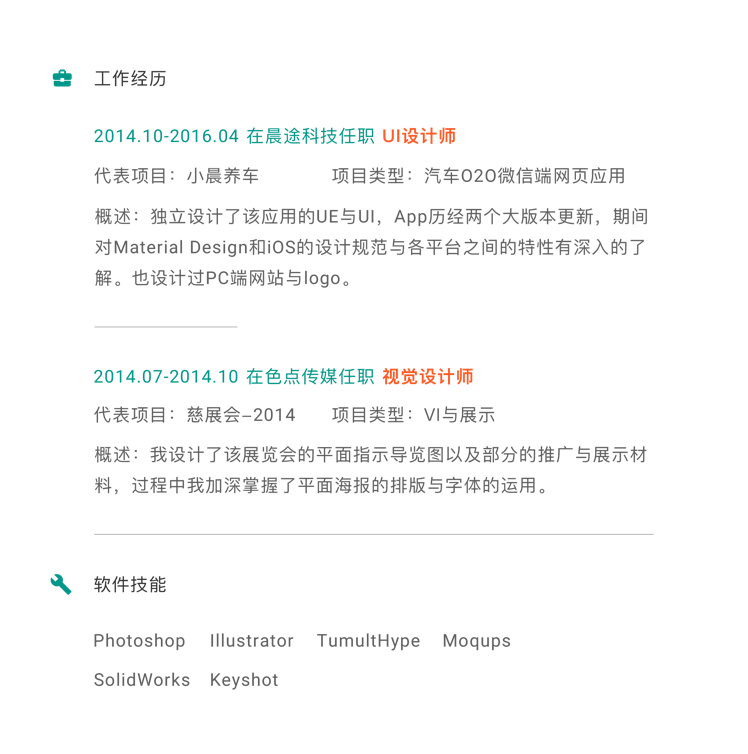 工作经历
2014.10-2016.04 在晨途科技任职 UI设计师
代表项目：小晨养车 项目类型：汽车O2O微信端网页应用
概述：独立设计了该应用的UE与UI，App历经两个大版本更新，期间
对Material Design和iOS的设计规范与各平台之间的特性有深入的了
解。也设计过PC端网站与logo。
2014.07-2014.10 在色点传媒任职 视觉设计师
代表项目：慈展会–2014 项目类型：VI与展示
概述：我设计了该展览会的平面指示导览图以及部分的推广与展示材
料，过程中我加深掌握了平面海报的排版与字体的运用。
软件技能
Photoshop Illustrator TumultHype Moqups
SolidWorks Keyshot